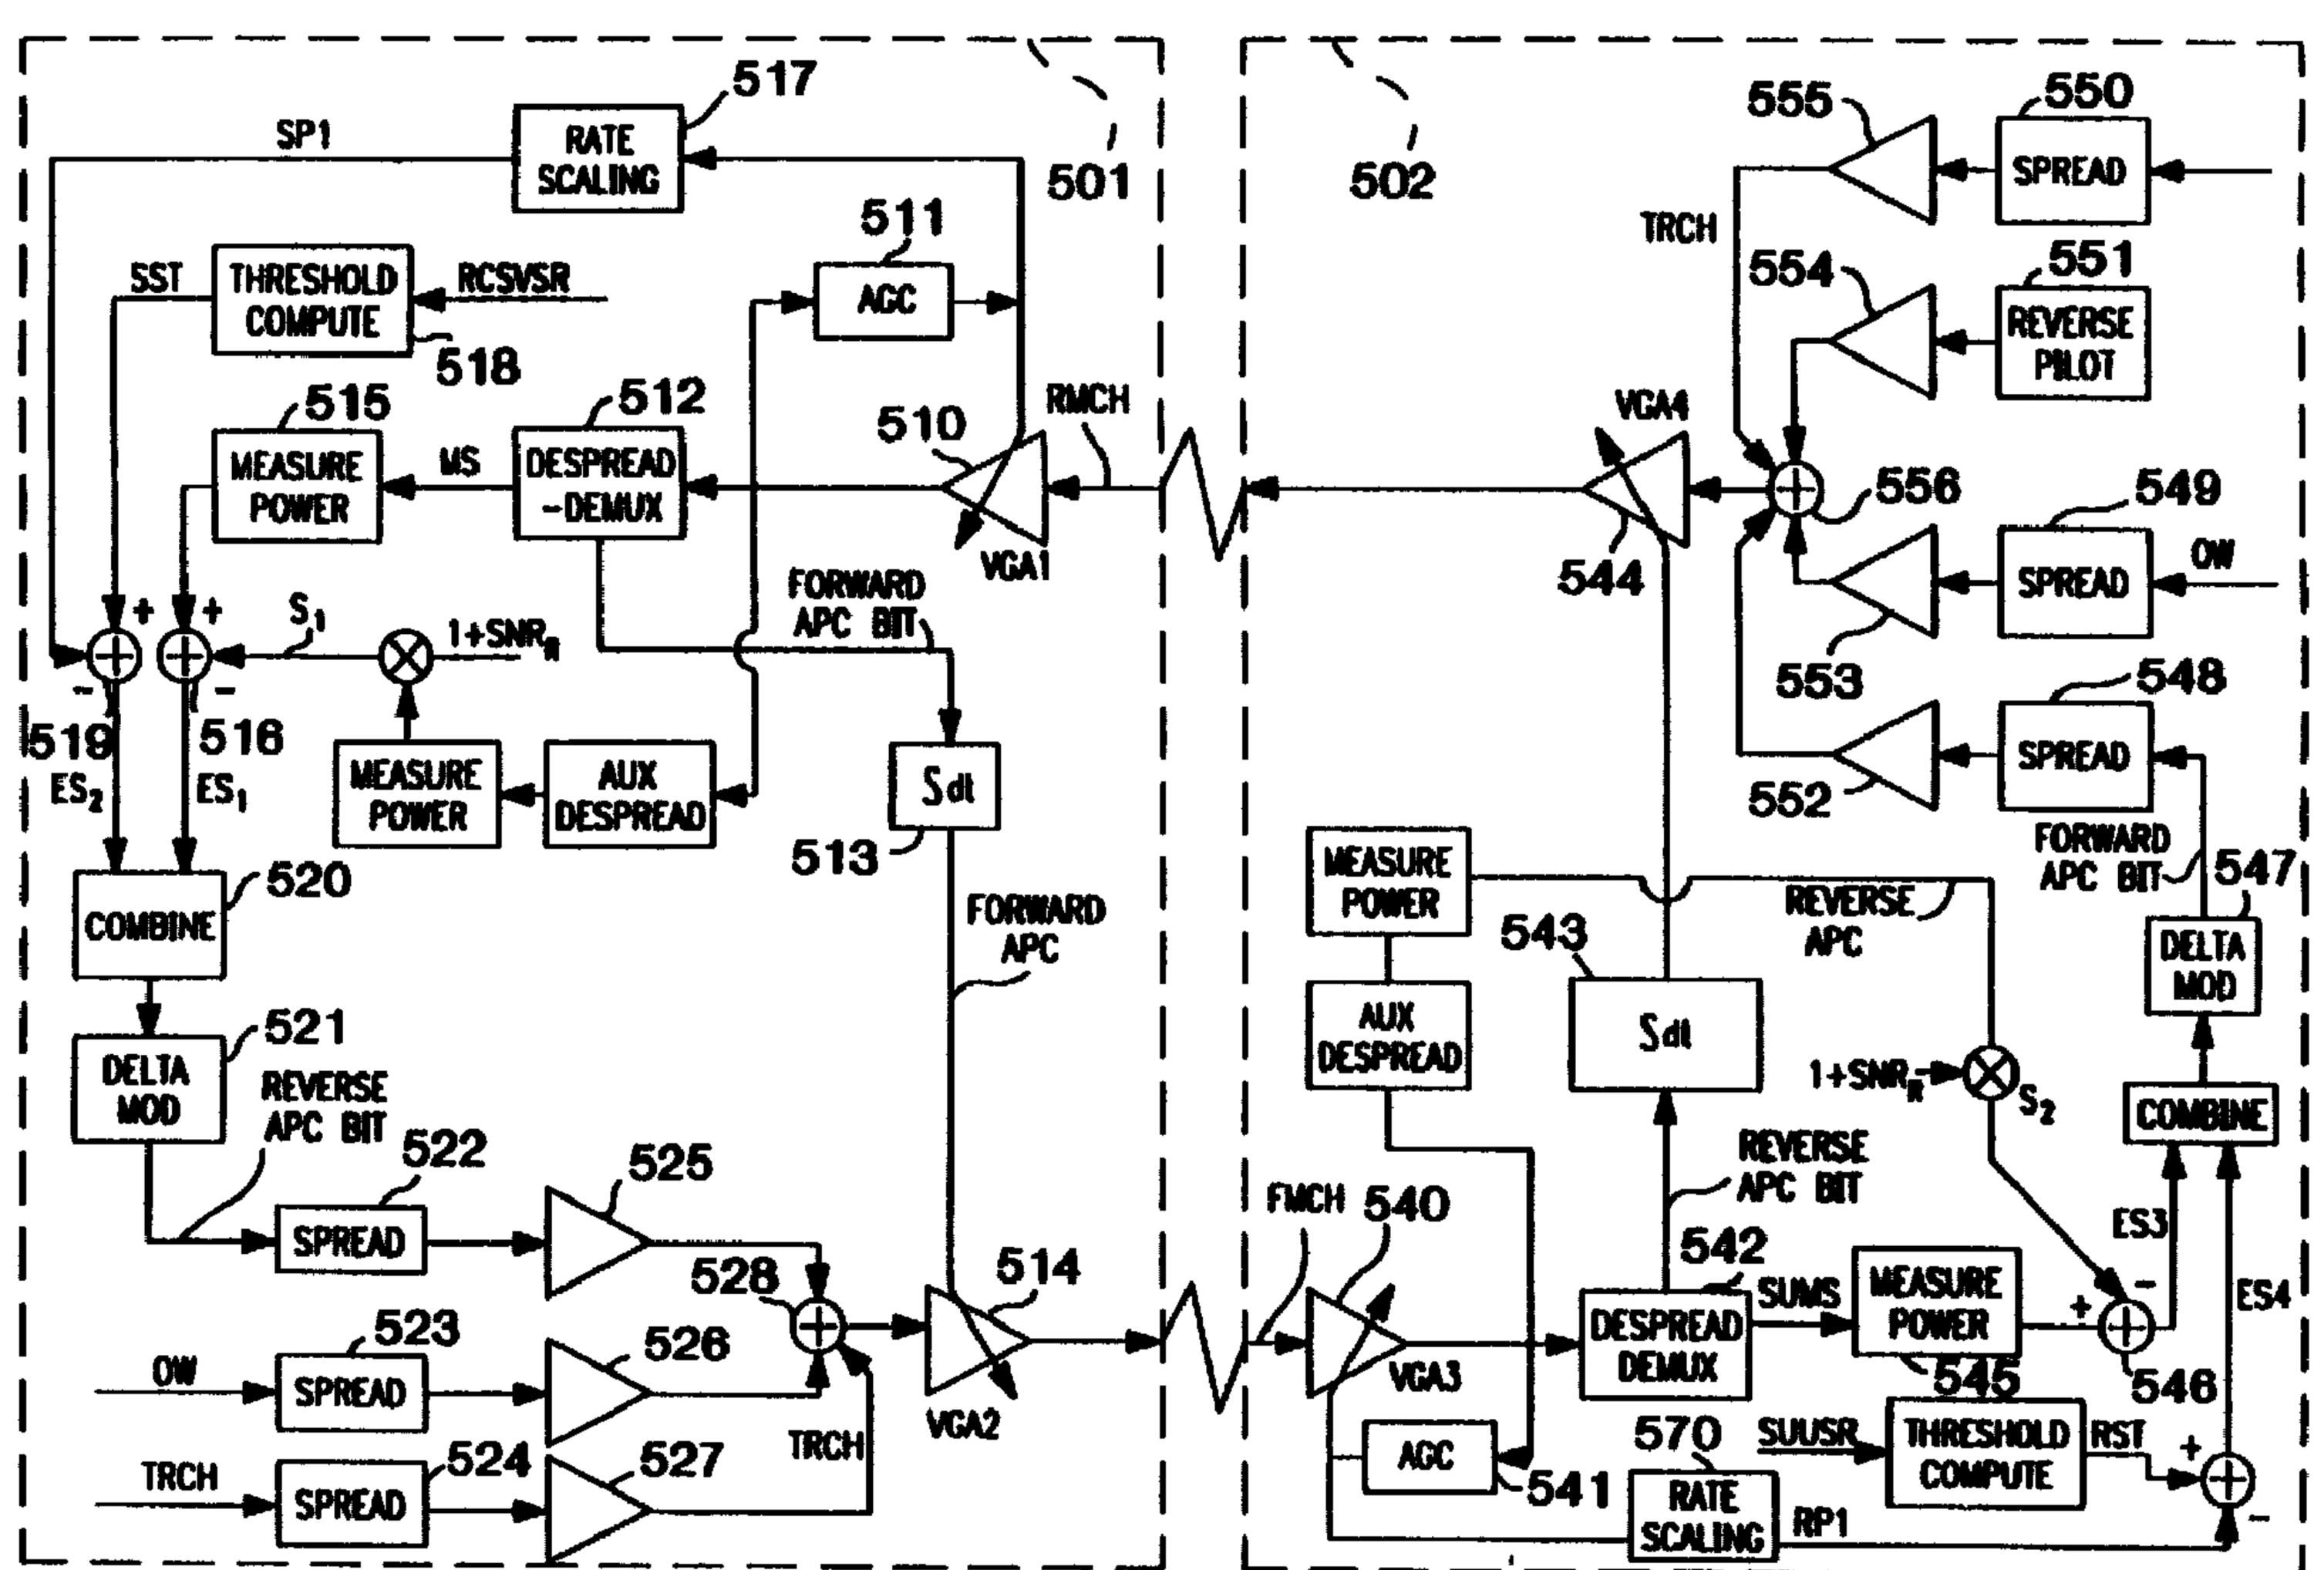 517
SP1
RATE
SCALING
501
511
AGC
SST
THRESHOLD
COMPUTE
RCSVSR
518
515
512
510
RMCH
MEASURE
POWER
MS
DESPREAD
-DEMUX
VGA1
FORWARD
APC BIT
+
+
S1
1+SNRR
-
-
519
516
ES2
ES1
MEASURE
POWER
AUX
DESPREAD
Sdt
513
520
COMBINE
FORWARD
APC
521
DELTA
MOD
REVERSE
APC BIT
522
SPREAD
525
528
514
523
OW
SPREAD
526
VGA2
TRCH
TRCH
524
SPREAD
527
502
555
550
SPREAD
TRCH
554
551
REVERSE
PILOT
VGA4
556
549
544
SPREAD
OW
553
548
SPREAD
552
FORWARD
APC BIT
547
MEASURE
POWER
REVERSE
APC
543
DELTA
MOD
AUX
DESPREAD
Sdt
1+SNRR
S2
COMBINE
REVERSE
APC BIT
FMCH
540
ES3
542
SUMS
MEASURE
POWER
-
+
ES4
DESPREAD
DEMUX
VGA3
545
546
570
SUUSR
THRESHOLD
COMPUTE
RST
+
AGC
541
RATE
SCALING
RP1
-